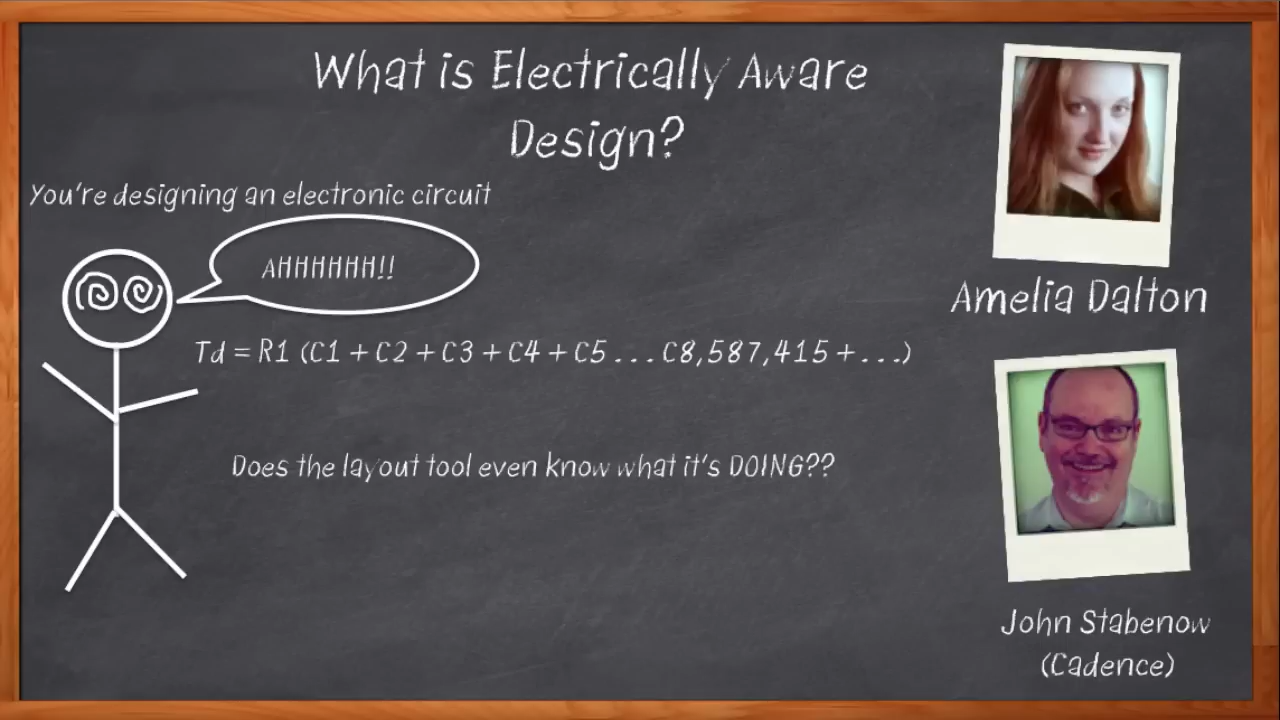 What is Electrically Aware
Design?
You're designing an electronic circuit
AHHHHHH!!
Td = R1 (C1 + C2 + C3 + C4 + C5 . . . C8,587,415 + . . .)
Does the layout tool even know what it's DOING??
Amelia Dalton
John Stabenow
(Cadence)